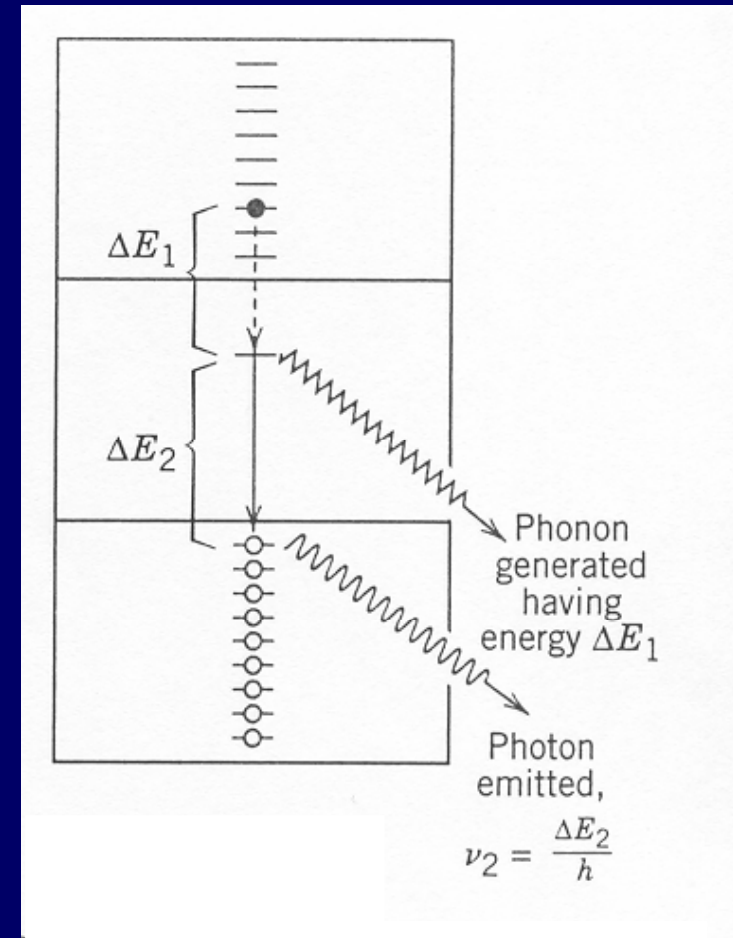 ΔE₁
ΔE₂
Phonon
generated
having
energy ΔE₁
Photon
emitted,
ν₂ = ΔE₂/h